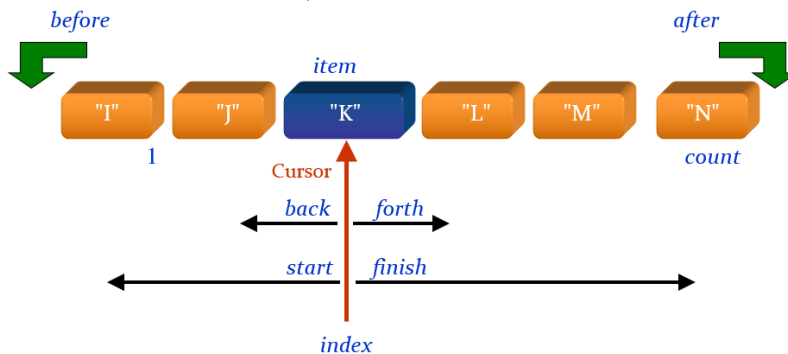 before after
item
"I" "J" "K" "L" "M" "N"
1 count
Cursor
back forth
start finish
index